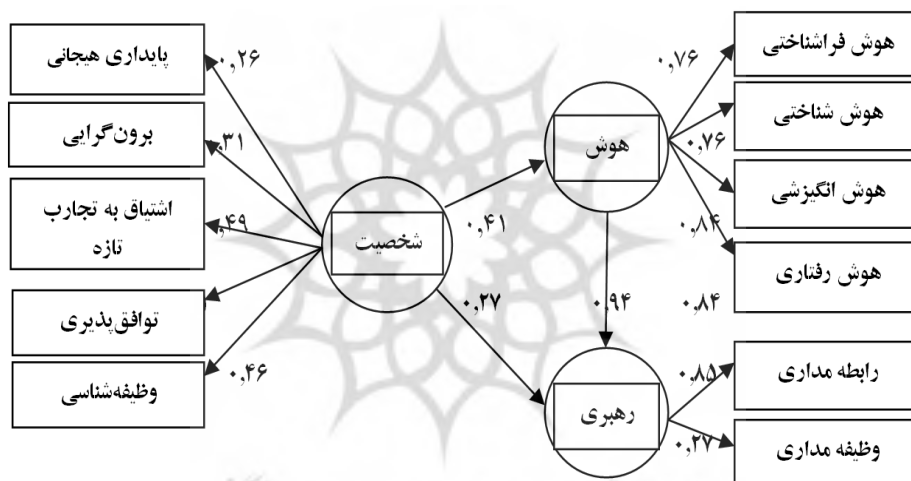 پایداری هیجانی
برون‌گرایی
اشتیاق به تجارب
تازه
توافق‌پذیری
وظیفه‌شناسی
۰,۲۶
۰,۳۱
۰,۴۹
۰,۴۶
شخصیت
۰,۴۱
۰,۲۷
هوش
۰,۹۴
رهبری
۰,۷۶
۰,۷۶
۰,۸۴
۰,۸۴
۰,۸۵
۰,۲۷
هوش فراشناختی
هوش شناختی
هوش انگیزشی
هوش رفتاری
رابطه مداری
وظیفه مداری